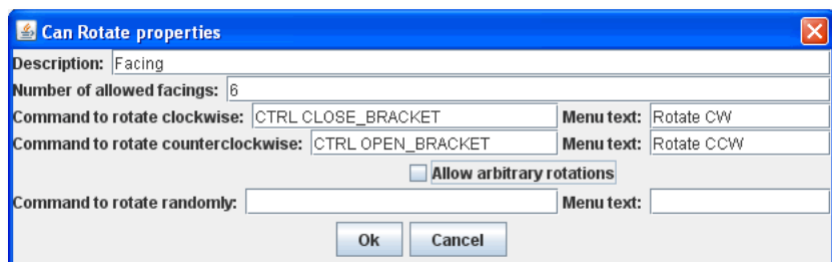 Can Rotate properties
Description: Facing
Number of allowed facings: 6
Command to rotate clockwise: CTRL CLOSE_BRACKET Menu text: Rotate CW
Command to rotate counterclockwise: CTRL OPEN_BRACKET Menu text: Rotate CCW
Allow arbitrary rotations
Command to rotate randomly: Menu text:
Ok Cancel